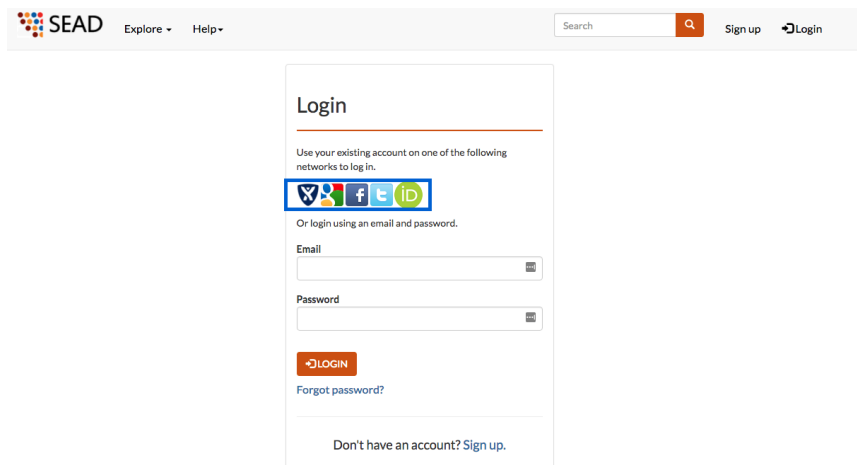 SEAD
Explore
Help
Search
Sign up
Login
Login
Use your existing account on one of the following
networks to log in.
X f t iD
Or login using an email and password.
Email
Password
LOGIN
Forgot password?
Don't have an account? Sign up.